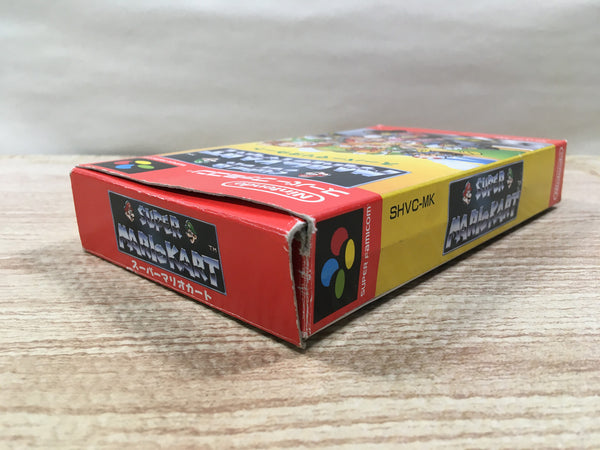 SUPER
MARIOKART
TM
スーパーマリオカート
Nintendo
SUPER FAMICOM
SHVC-MK
SUPER
MARIOKART